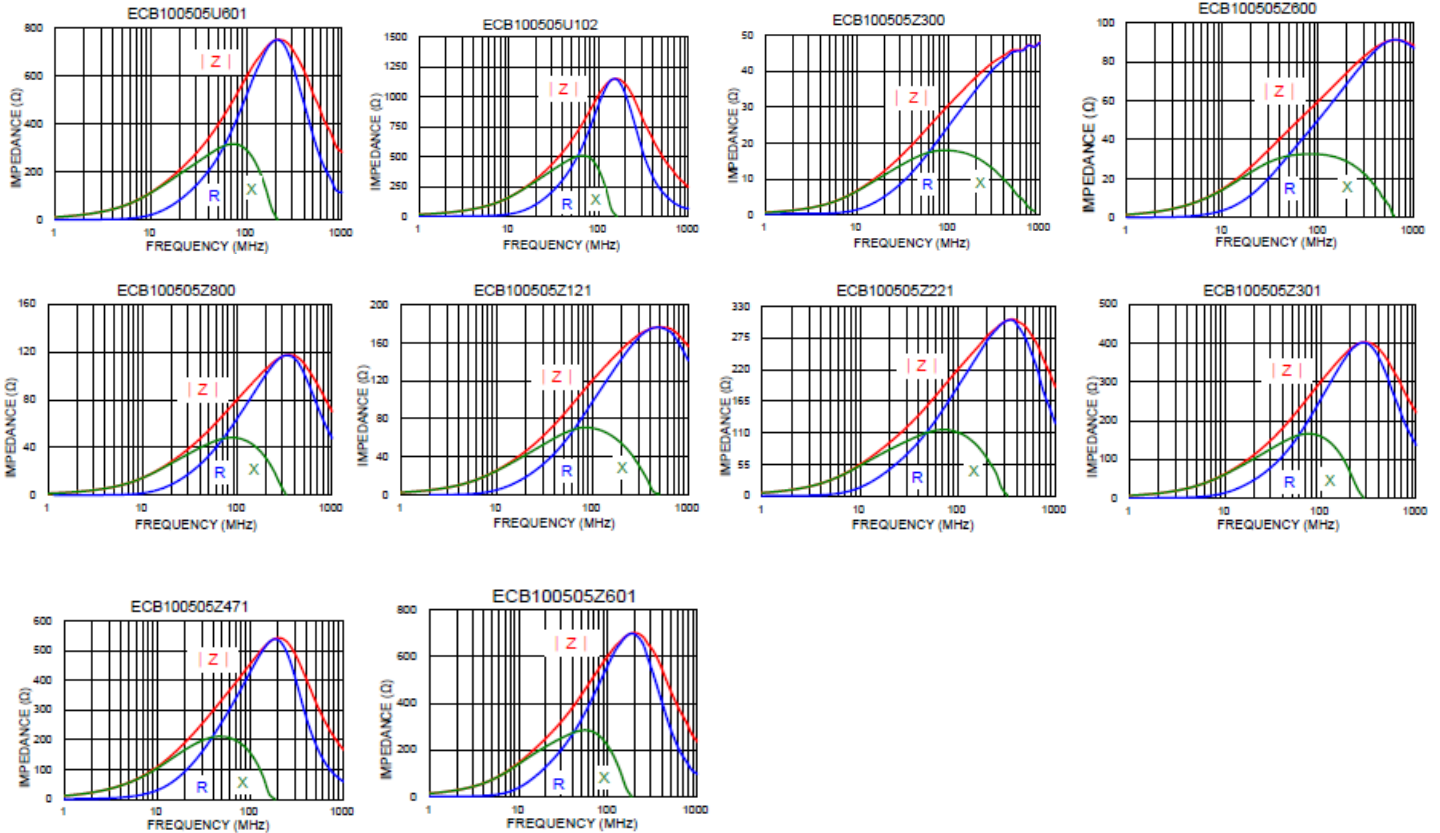 ECB100505U601
IMPEDANCE (Ω)
800
600
400
200
0
| Z |
R
X
1
10
100
1000
FREQUENCY (MHz)
ECB100505U102
IMPEDANCE (Ω)
1500
1250
1000
750
500
250
0
| Z |
R
X
1
10
100
1000
FREQUENCY (MHz)
ECB100505Z300
IMPEDANCE (Ω)
50
40
30
20
10
0
| Z |
R
X
1
10
100
1000
FREQUENCY (MHz)
ECB100505Z600
IMPEDANCE (Ω)
100
80
60
40
20
0
| Z |
R
X
1
10
100
1000
FREQUENCY (MHz)
ECB100505Z800
IMPEDANCE (Ω)
160
120
80
40
0
| Z |
R
X
1
10
100
1000
FREQUENCY (MHz)
ECB100505Z121
IMPEDANCE (Ω)
200
160
120
80
40
0
| Z |
R
X
1
10
100
1000
FREQUENCY (MHz)
ECB100505Z221
IMPEDANCE (Ω)
330
275
220
165
110
55
0
| Z |
R
X
1
10
100
1000
FREQUENCY (MHz)
ECB100505Z301
IMPEDANCE (Ω)
500
400
300
200
100
0
| Z |
R
X
1
10
100
1000
FREQUENCY (MHz)
ECB100505Z471
IMPEDANCE (Ω)
600
500
400
300
200
100
0
| Z |
R
X
1
10
100
1000
FREQUENCY (MHz)
ECB100505Z601
IMPEDANCE (Ω)
800
600
400
200
0
| Z |
R
X
1
10
100
1000
FREQUENCY (MHz)